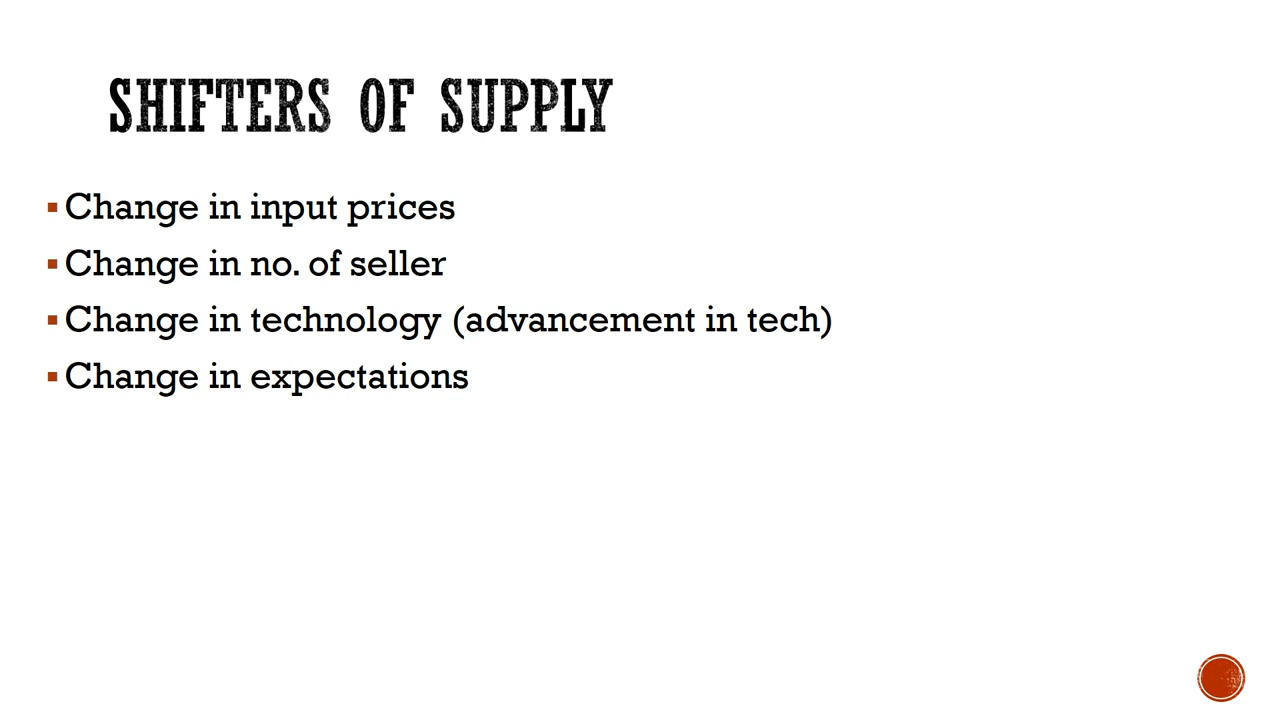 SHIFTERS OF SUPPLY
Change in input prices
Change in no. of seller
Change in technology (advancement in tech)
Change in expectations